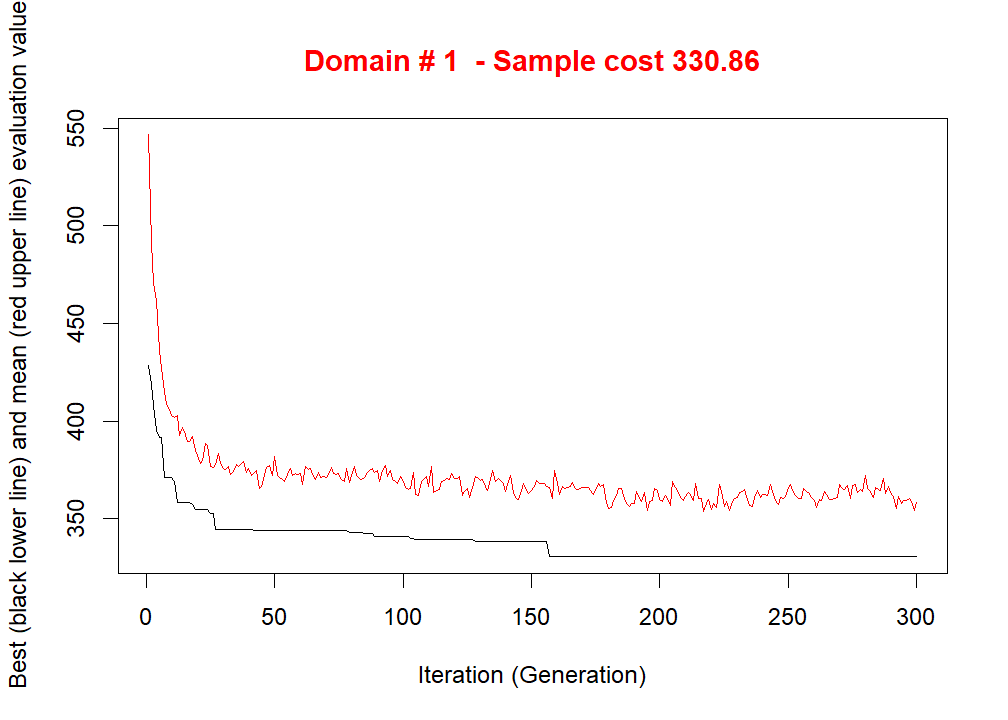 Domain # 1 - Sample cost 330.86
Best (black lower line) and mean (red upper line) evaluation value
550
500
450
400
350
0 50 100 150 200 250 300
Iteration (Generation)